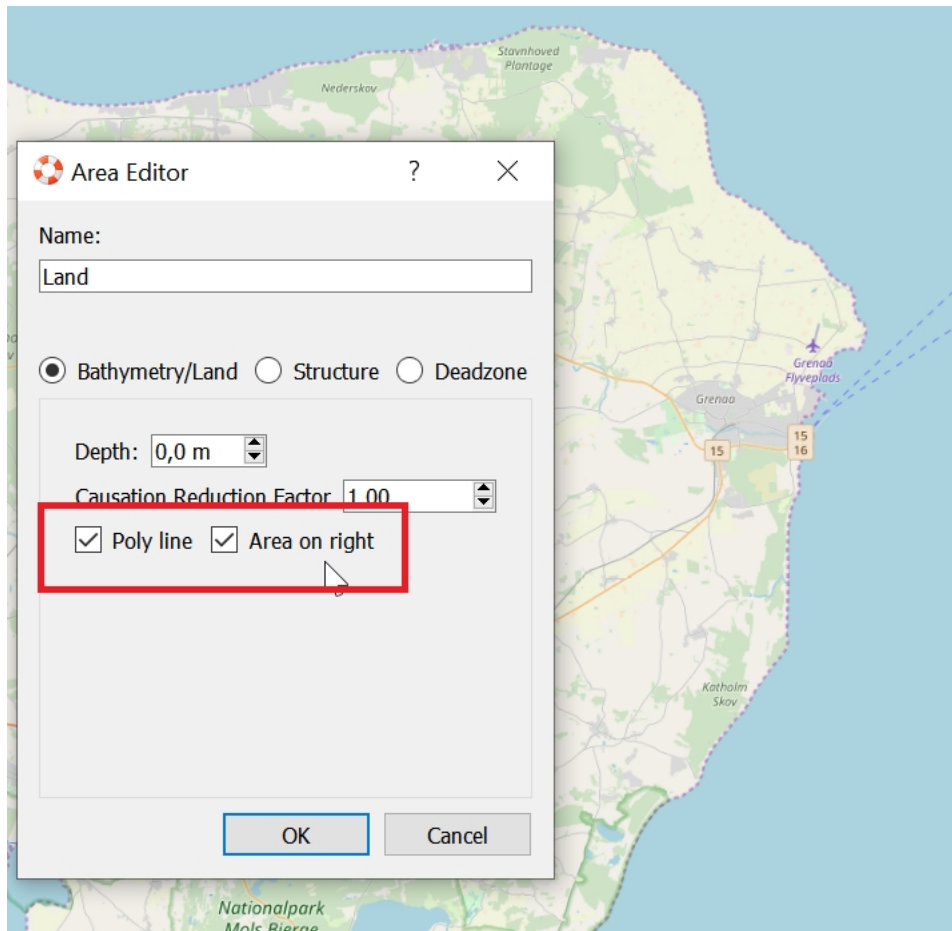 Stavnhoved
Plantage
Nederskov
Area Editor
?
Name:
Land
Bathymetry/Land
Structure
Deadzone
Depth: 0,0 m
Causation Reduction Factor 1.00
Poly line
Area on right
OK
Cancel
Grenaa
Flyveplads
Grenaa
15
15
16
Katholm
Skov
Nationalpark
Mols Bjerge